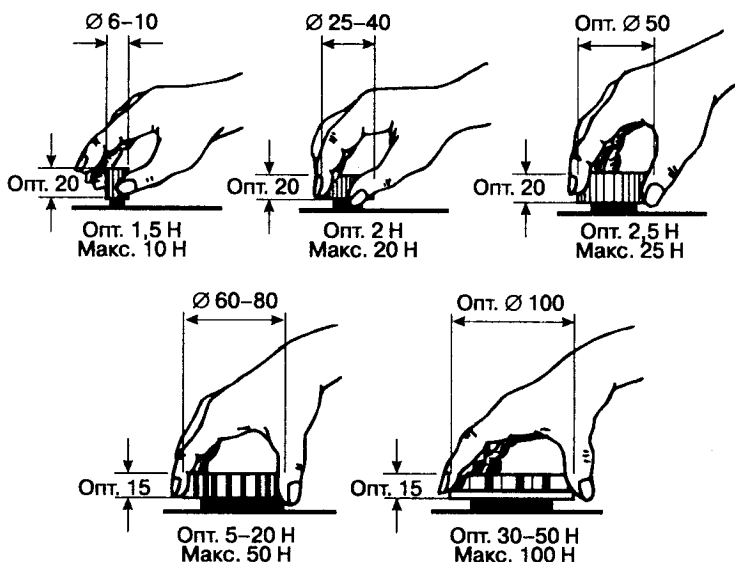 Ø 6–10
Опт. 20
Опт. 1,5 Н
Макс. 10 Н
Ø 25–40
Опт. 20
Опт. 2 Н
Макс. 20 Н
Опт. Ø 50
Опт. 20
Опт. 2,5 Н
Макс. 25 Н
Ø 60–80
Опт. 15
Опт. 5–20 Н
Макс. 50 Н
Опт. Ø 100
Опт. 15
Опт. 30–50 Н
Макс. 100 Н